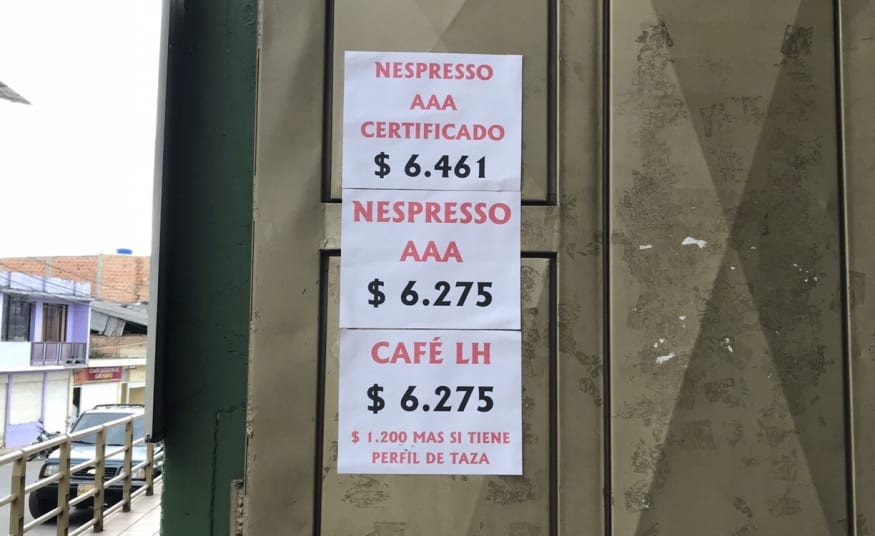 NESPRESSO
AAA
CERTIFICADO
$ 6.461
NESPRESSO
AAA
$ 6.275
CAFÉ LH
$ 6.275
$ 1.200 MAS SI TIENE
PERFIL DE TAZA